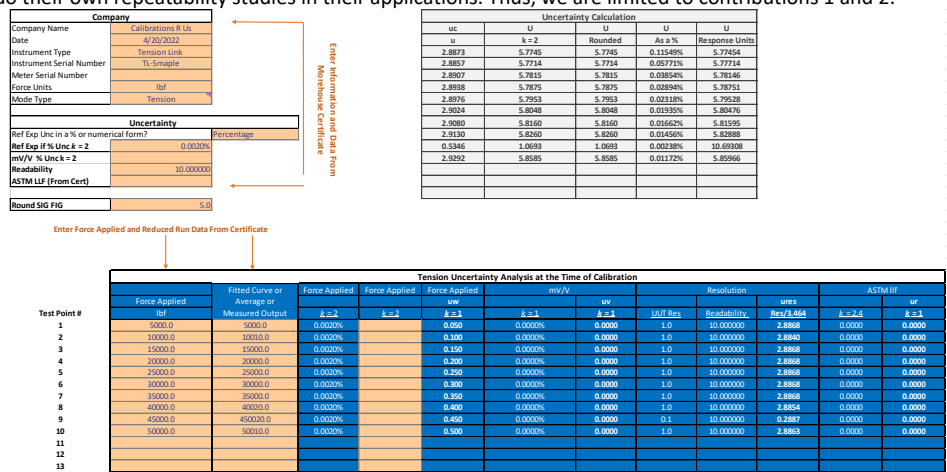 do their own repeatability studies in their applications. Thus, we are limited to contributions 1 and 2.
Company
Company Name Calibrations R Us
Date 4/20/2022
Instrument Type Tension Link
Instrument Serial Number TL-Smaple
Meter Serial Number
Force Units lbf
Mode Type Tension
Uncertainty
Ref Exp Unc in a % or numerical form? Percentage
Ref Exp if % Unc k = 2 0.0020%
mV/V % Unc k = 2
Readability 10.000000
ASTM LLF (From Cert)
Round SIG FIG 5.0
Enter Information and Data From
Morehouse Certificate
Uncertainty Calculation
uc U U U U
u k = 2 Rounded As a % Response Units
2.8873 5.7745 5.7745 0.11549% 5.77454
2.8857 5.7714 5.7714 0.05771% 5.77714
2.8907 5.7815 5.7815 0.03854% 5.78146
2.8938 5.7875 5.7875 0.02894% 5.78751
2.8976 5.7953 5.7953 0.02318% 5.79528
2.9024 5.8048 5.8048 0.01935% 5.80476
2.9080 5.8160 5.8160 0.01662% 5.81595
2.9130 5.8260 5.8260 0.01456% 5.82888
0.5346 1.0693 1.0693 0.00238% 10.69308
2.9292 5.8585 5.8585 0.01172% 5.85966
Enter Force Applied and Reduced Run Data From Certificate
Tension Uncertainty Analysis at the Time of Calibration
Fitted Curve or Force Applied Force Applied Force Applied mV/V Resolution ASTM llf
Force Applied Average or uw uv ures ur
Test Point # lbf Measured Output k = 2 k = 2 k = 1 k = 1 k = 1 UUT Res Readability Res/3.464 k = 2.4 k = 1
1 5000.0 5000.0 0.0020% 0.050 0.0000% 0.0000 1.0 10.000000 2.8868 0.0000 0.0000
2 10000.0 10010.0 0.0020% 0.100 0.0000% 0.0000 1.0 10.000000 2.8840 0.0000 0.0000
3 15000.0 15000.0 0.0020% 0.150 0.0000% 0.0000 1.0 10.000000 2.8868 0.0000 0.0000
4 20000.0 20000.0 0.0020% 0.200 0.0000% 0.0000 1.0 10.000000 2.8868 0.0000 0.0000
5 25000.0 25000.0 0.0020% 0.250 0.0000% 0.0000 1.0 10.000000 2.8868 0.0000 0.0000
6 30000.0 30000.0 0.0020% 0.300 0.0000% 0.0000 1.0 10.000000 2.8868 0.0000 0.0000
7 35000.0 35000.0 0.0020% 0.350 0.0000% 0.0000 1.0 10.000000 2.8868 0.0000 0.0000
8 40000.0 40020.0 0.0020% 0.400 0.0000% 0.0000 1.0 10.000000 2.8854 0.0000 0.0000
9 45000.0 450020.0 0.0020% 0.450 0.0000% 0.0000 0.1 10.000000 0.2887 0.0000 0.0000
10 50000.0 50010.0 0.0020% 0.500 0.0000% 0.0000 1.0 10.000000 2.8863 0.0000 0.0000
11
12
13